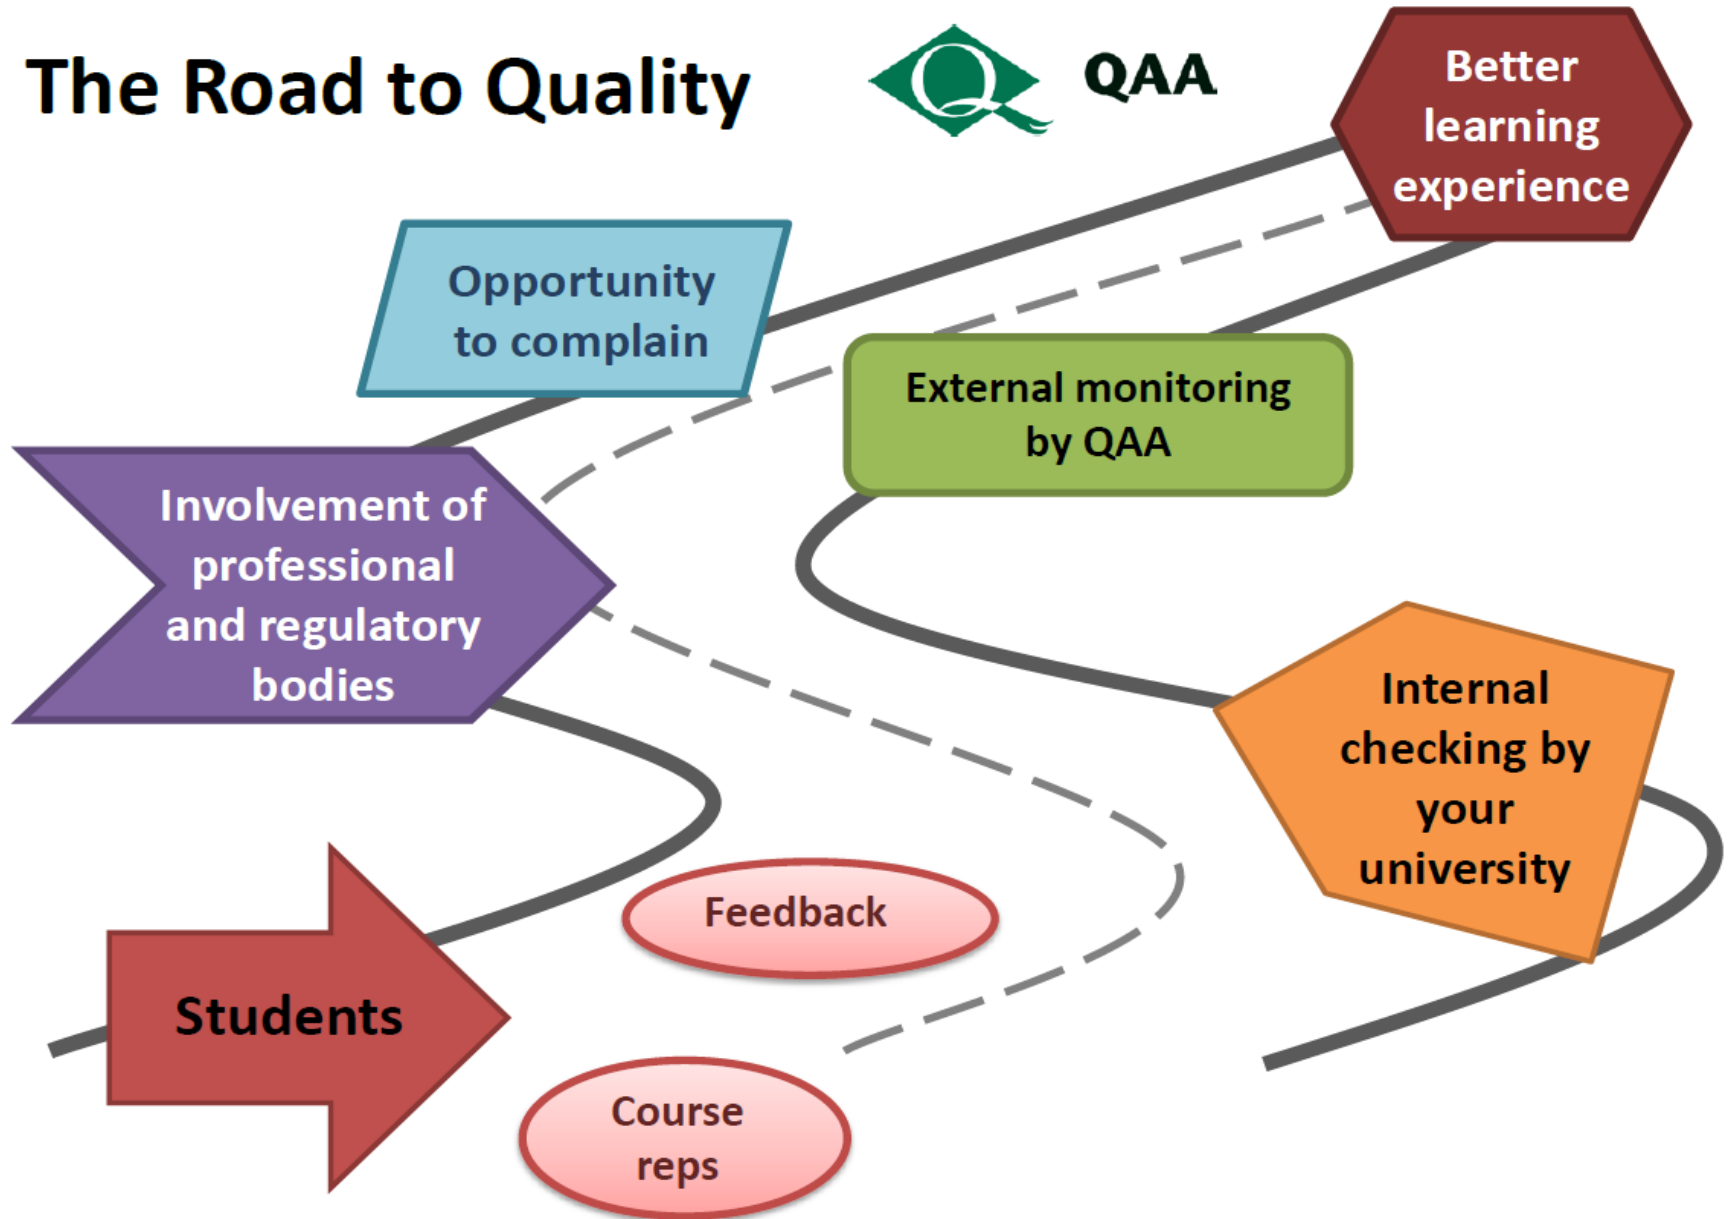 The Road to Quality
QAA
Better
learning
experience
Opportunity
to complain
External monitoring
by QAA
Involvement of
professional
and regulatory
bodies
Internal
checking by
your
university
Feedback
Students
Course
reps